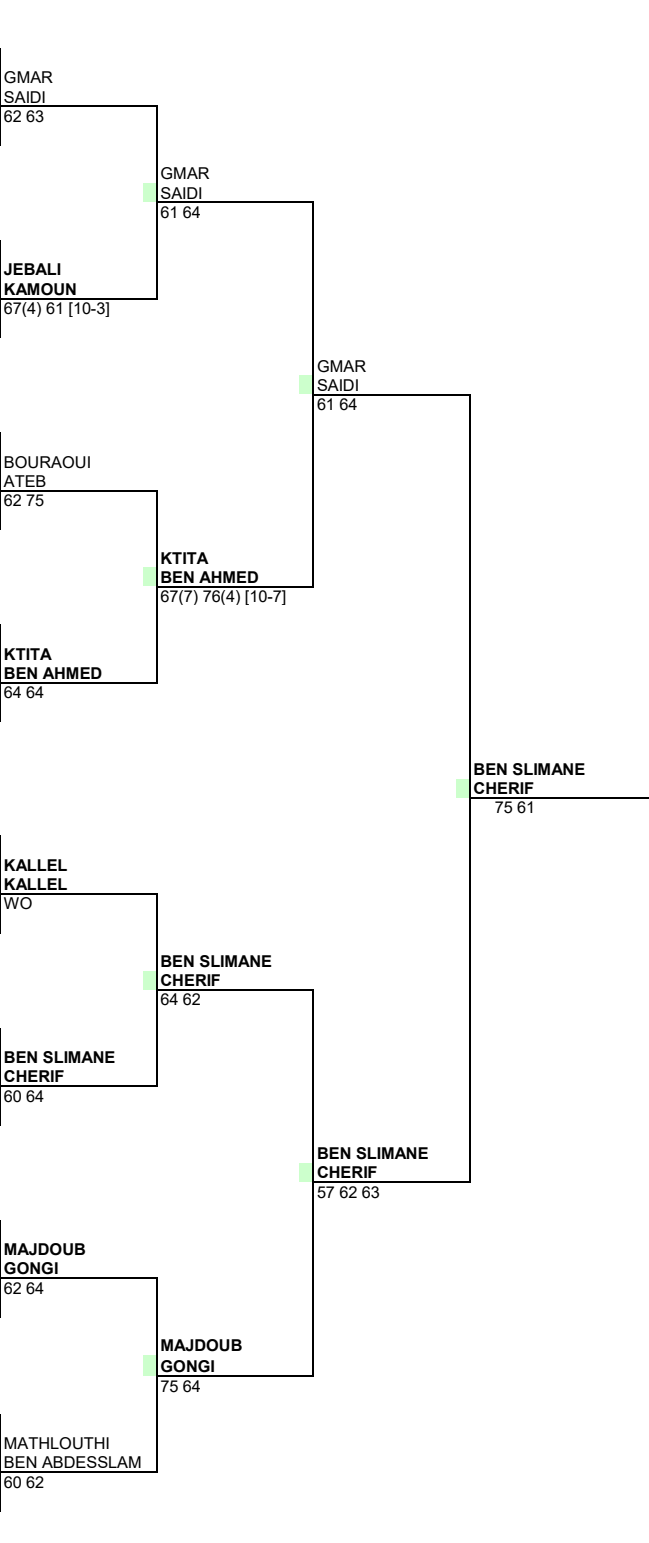 GMAR
SAIDI
62 63
GMAR
SAIDI
61 64
JEBALI
KAMOUN
67(4) 61 [10-3]
GMAR
SAIDI
61 64
BOURAOUI
ATEB
62 75
KTITA
BEN AHMED
67(7) 76(4) [10-7]
KTITA
BEN AHMED
64 64
BEN SLIMANE
CHERIF
75 61
KALLEL
KALLEL
WO
BEN SLIMANE
CHERIF
64 62
BEN SLIMANE
CHERIF
60 64
BEN SLIMANE
CHERIF
57 62 63
MAJDOUB
GONGI
62 64
MAJDOUB
GONGI
75 64
MATHLOUTHI
BEN ABDESSLAM
60 62